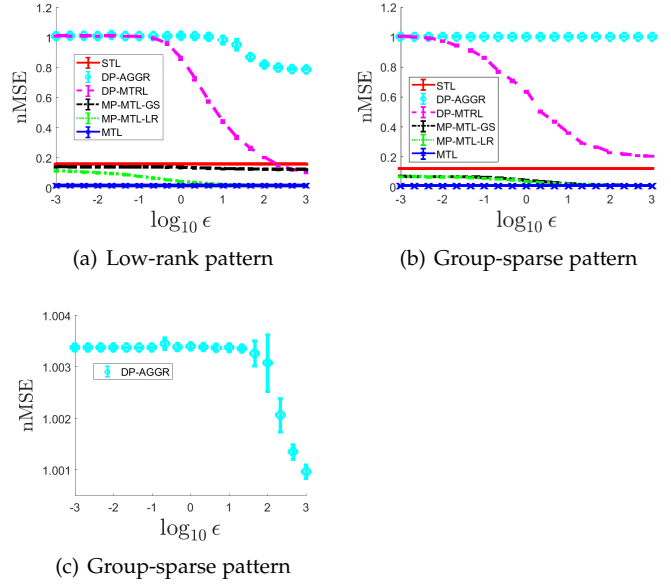 1.2
1
0.8
0.6
0.4
0.2
0
nMSE
STL
DP-AGGR
DP-MTRL
MP-MTL-GS
MP-MTL-LR
MTL
-3 -2 -1 0 1 2 3
log₁₀ ϵ
(a) Low-rank pattern
1.2
1
0.8
0.6
0.4
0.2
0
nMSE
STL
DP-AGGR
DP-MTRL
MP-MTL-GS
MP-MTL-LR
MTL
-3 -2 -1 0 1 2 3
log₁₀ ϵ
(b) Group-sparse pattern
1.004
1.003
1.002
1.001
nMSE
DP-AGGR
-3 -2 -1 0 1 2 3
log₁₀ ϵ
(c) Group-sparse pattern